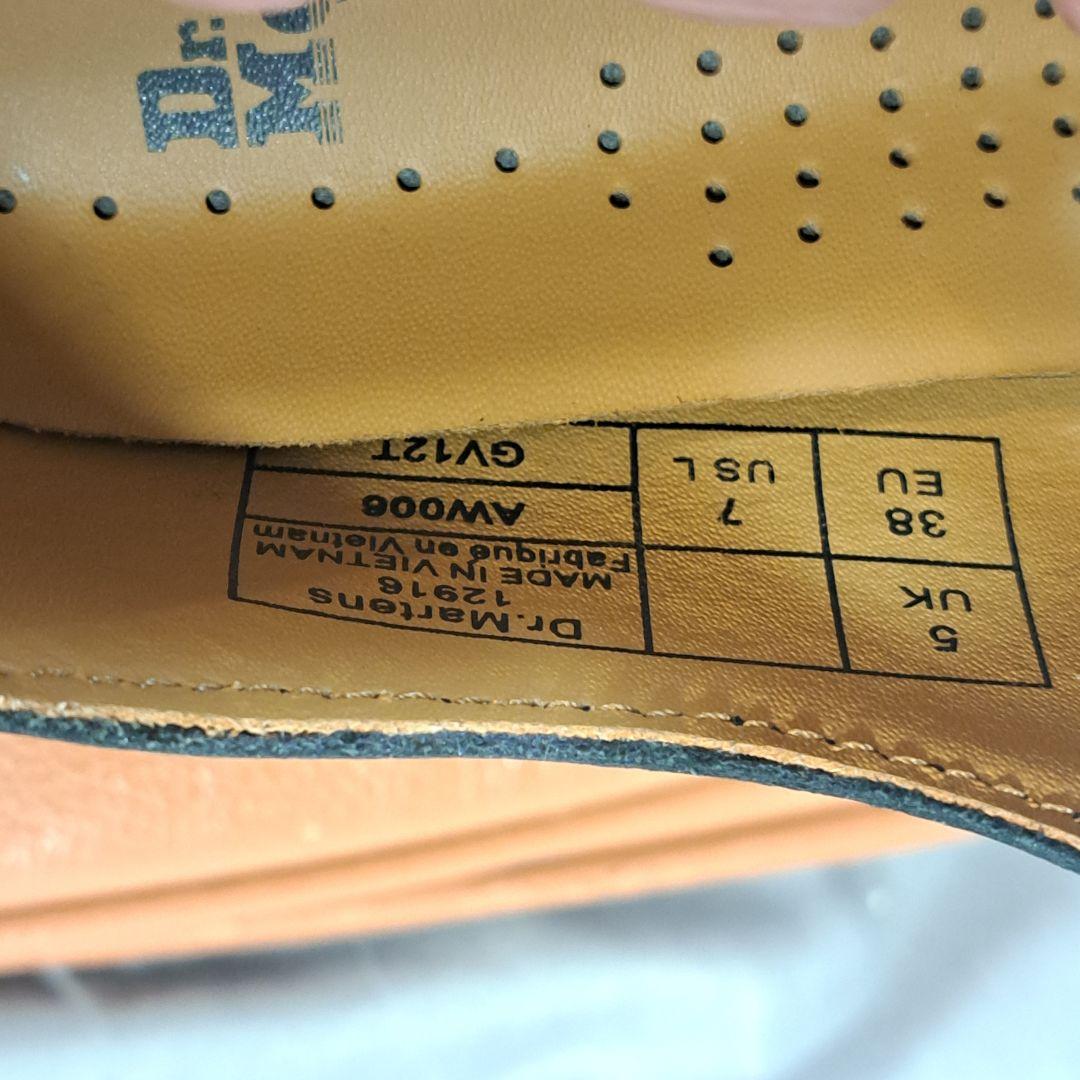 Dr.
5
UK
38
EU
7
US L
Dr.Martens
12916
MADE IN VIETNAM
Fabriqué en Vietnam
AW006
GV12T